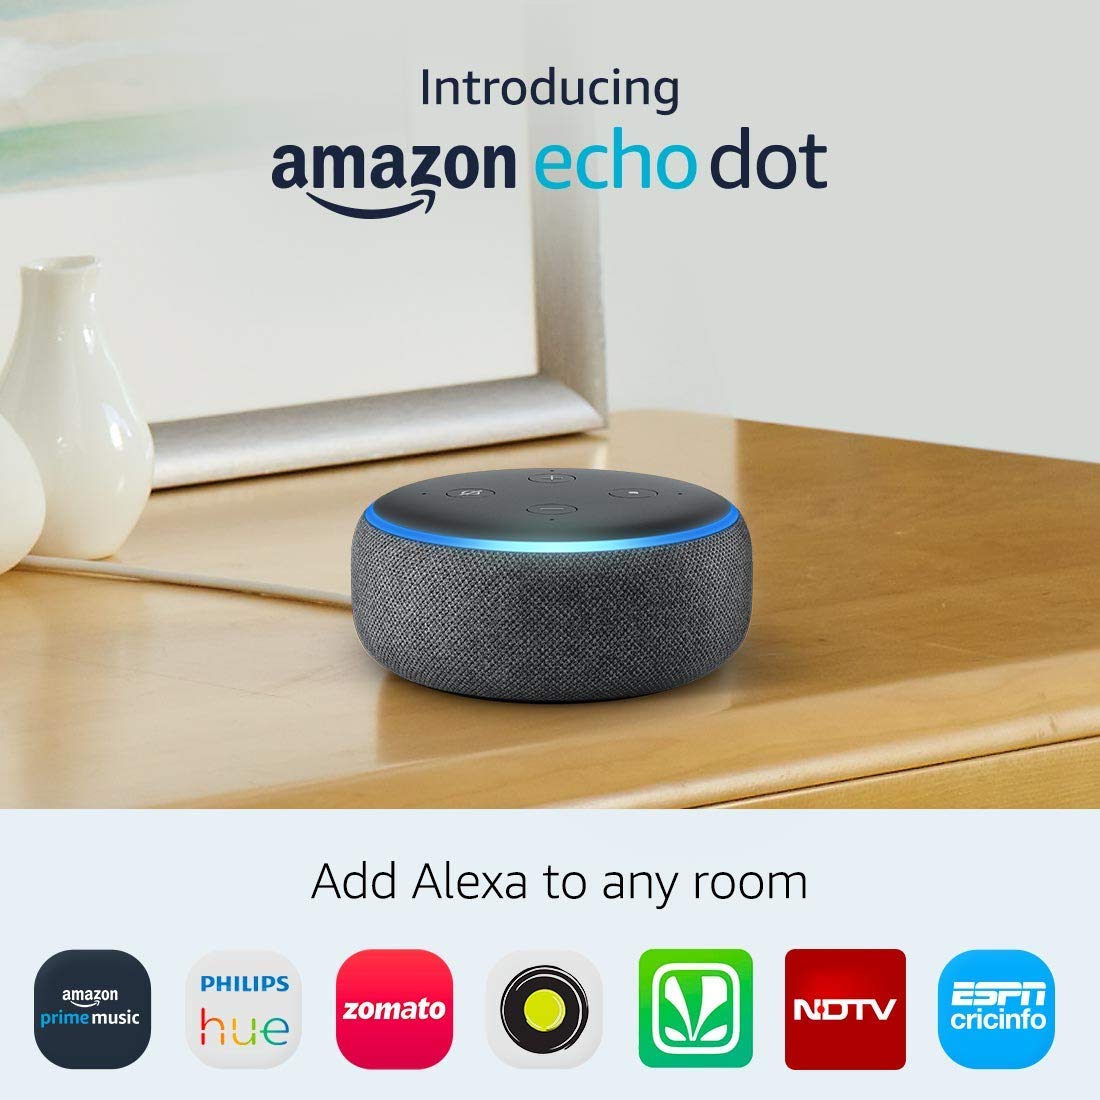 Introducing
amazon echo dot
Add Alexa to any room
amazon
prime music
PHILIPS
hue
zomato
NDTV
ESPN
cricinfo